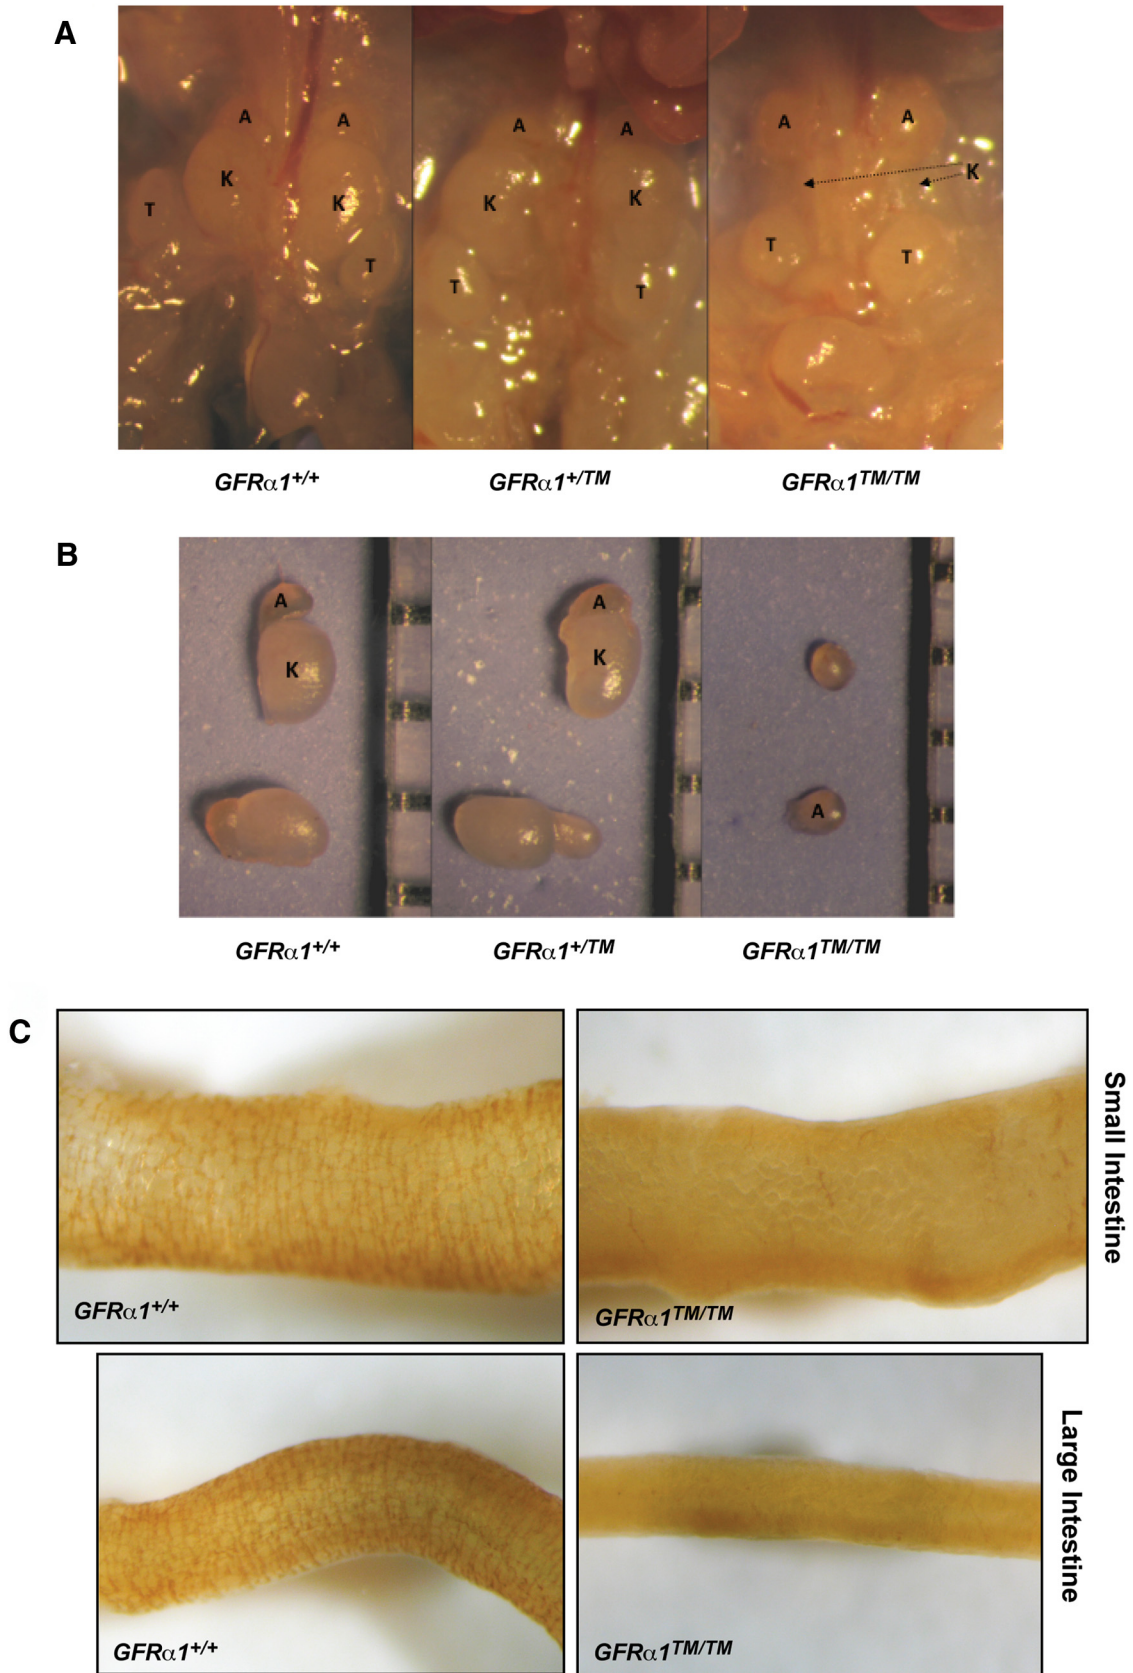 A
A
A
A
A
A
A
K
K
K
K
K
T
T
T
T
T
T
GFRα1+/+
GFRα1+/TM
GFRα1TM/TM
B
A
A
K
K
A
GFRα1+/+
GFRα1+/TM
GFRα1TM/TM
C
GFRα1+/+
GFRα1TM/TM
Small Intestine
GFRα1+/+
GFRα1TM/TM
Large Intestine